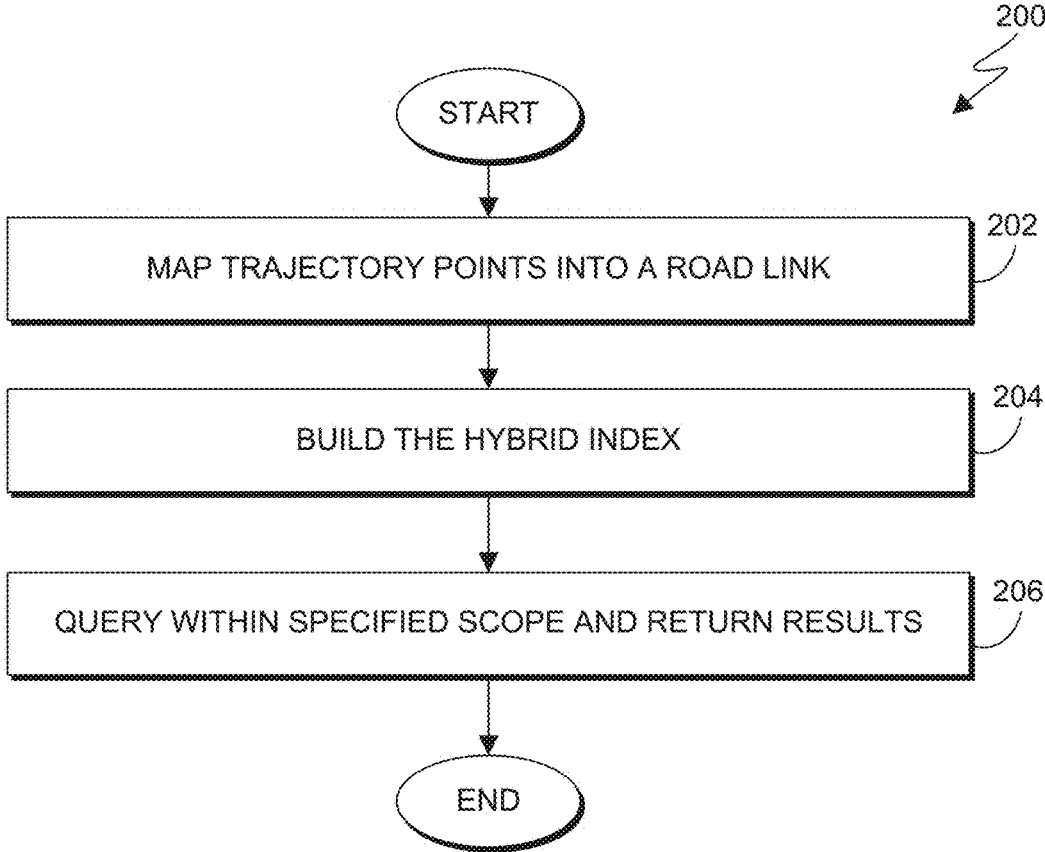 200
START
202
MAP TRAJECTORY POINTS INTO A ROAD LINK
204
BUILD THE HYBRID INDEX
206
QUERY WITHIN SPECIFIED SCOPE AND RETURN RESULTS
END